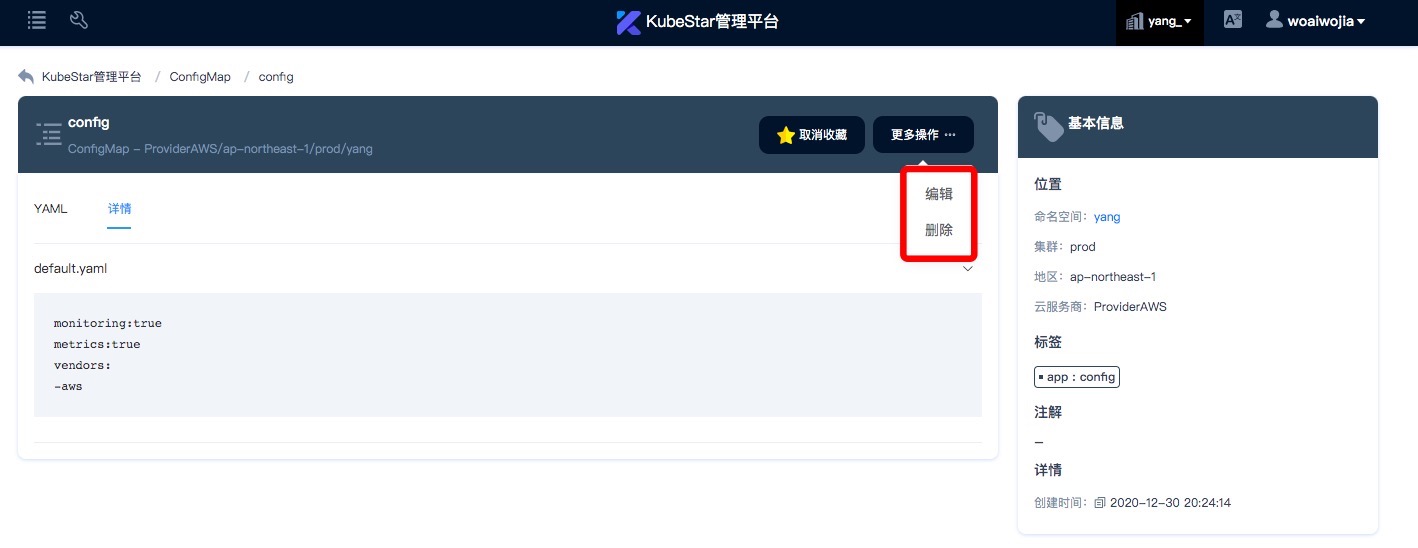 KubeStar管理平台
yang_
woaiwojia
KubeStar管理平台 / ConfigMap / config
config
ConfigMap - ProviderAWS/ap-northeast-1/prod/yang
取消收藏
更多操作 ···
编辑
删除
YAML
详情
default.yaml
monitoring:true
metrics:true
vendors:
-aws
基本信息
位置
命名空间: yang
集群: prod
地区: ap-northeast-1
云服务商: ProviderAWS
标签
app : config
注解
—
详情
创建时间: 2020-12-30 20:24:14